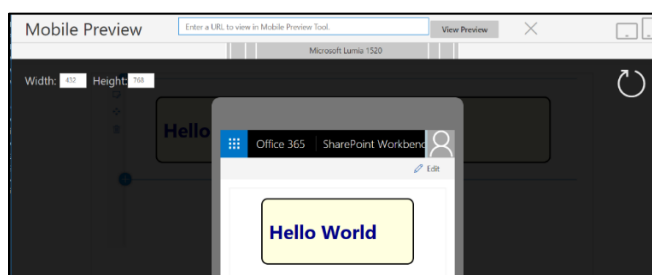 Mobile Preview
Enter a URL to view in Mobile Preview Tool.
View Preview
Microsoft Lumia 1520
Width: 432 Height: 768
Hello
Office 365 SharePoint Workbenc
Edit
Hello World